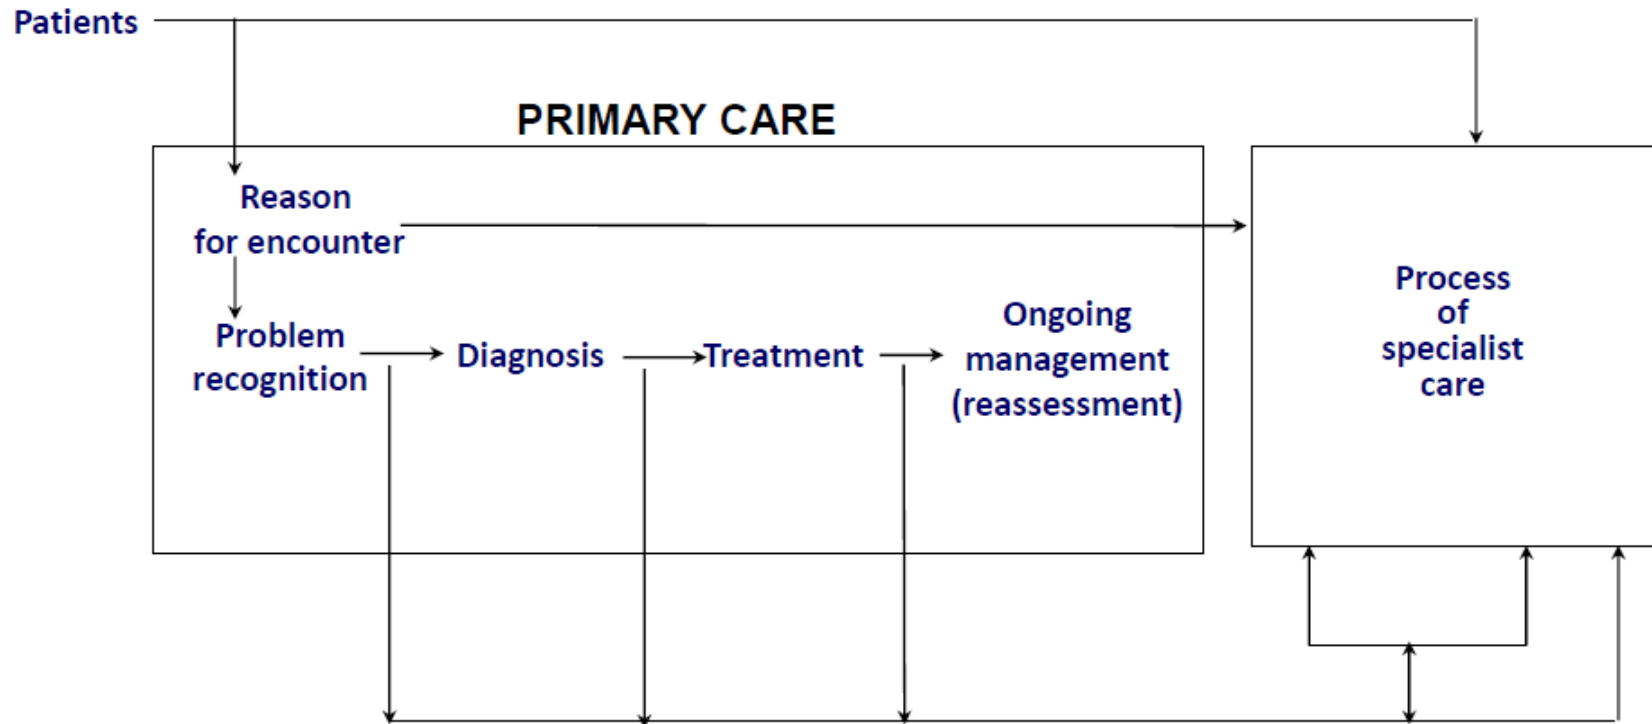 Patients
PRIMARY CARE
Reason
for encounter
Problem
recognition
Diagnosis
Treatment
Ongoing
management
(reassessment)
Process
of
specialist
care